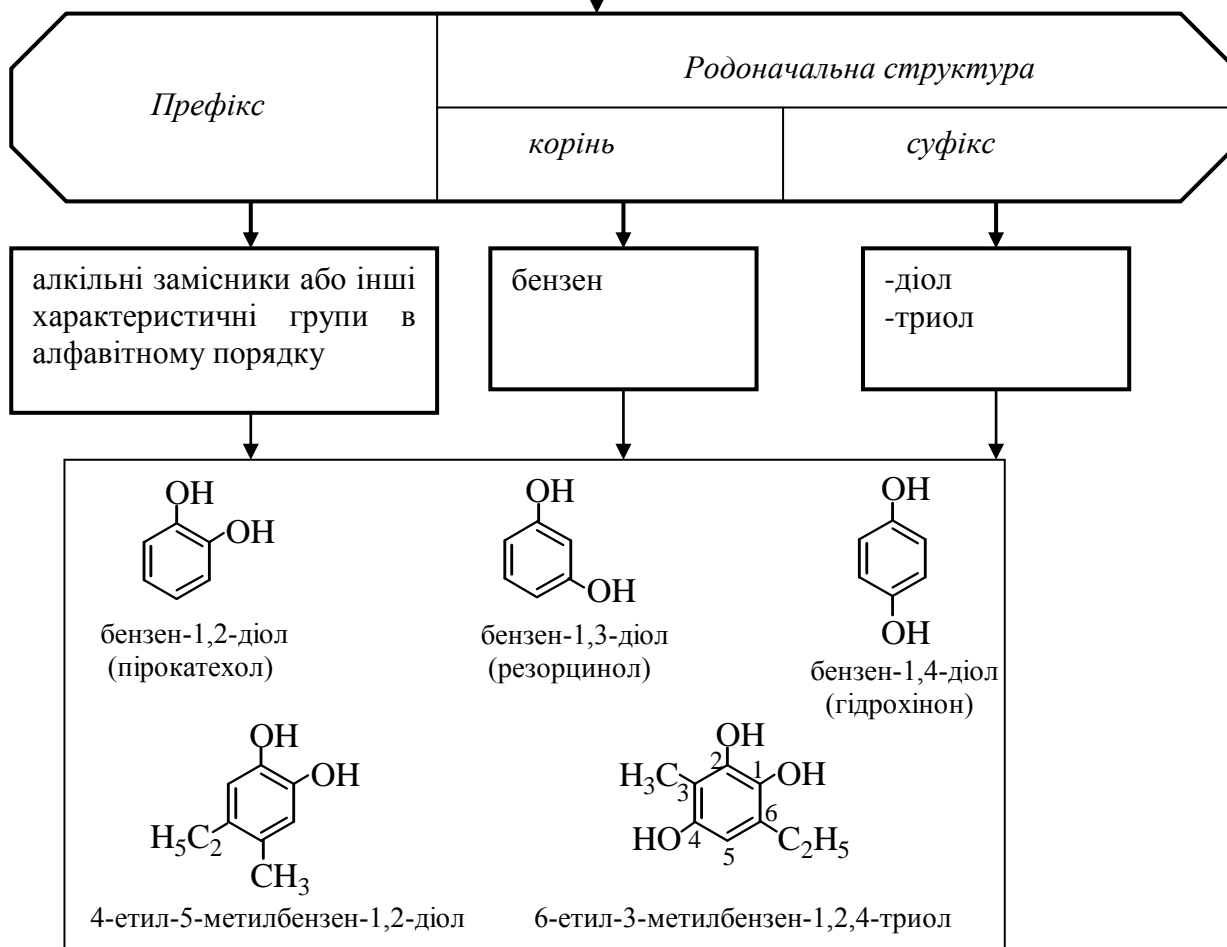 Префікс
Родоначальна структура
корінь
суфікс
алкільні замісники або інші
характеристичні групи в
алфавітному порядку
бензен
-діол
-триол
OH
OH
бензен-1,2-діол
(пірокатехол)
OH
OH
бензен-1,3-діол
(резорцинол)
OH
OH
бензен-1,4-діол
(гідрохінон)
OH
OH
H5C2
CH3
4-етил-5-метилбензен-1,2-діол
OH
H3C
2
1
OH
3
6
HO
4
5
C2H5
6-етил-3-метилбензен-1,2,4-триол